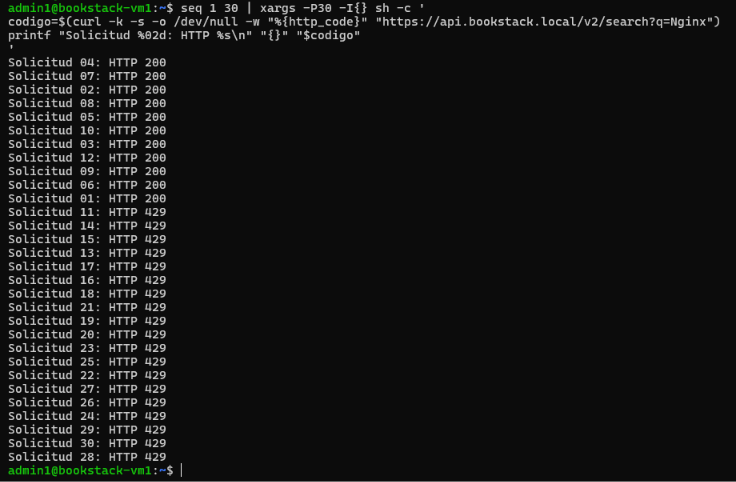 admin1@bookstack-vm1:~$ seq 1 30 | xargs -P30 -I{} sh -c '
codigo=$(curl -k -s -o /dev/null -w "%{http_code}" "https://api.bookstack.local/v2/search?q=Nginx")
printf "Solicitud %02d: HTTP %s\n" "{}" "$codigo"
'
Solicitud 04: HTTP 200
Solicitud 07: HTTP 200
Solicitud 02: HTTP 200
Solicitud 08: HTTP 200
Solicitud 05: HTTP 200
Solicitud 10: HTTP 200
Solicitud 03: HTTP 200
Solicitud 12: HTTP 200
Solicitud 09: HTTP 200
Solicitud 06: HTTP 200
Solicitud 01: HTTP 200
Solicitud 11: HTTP 429
Solicitud 14: HTTP 429
Solicitud 15: HTTP 429
Solicitud 13: HTTP 429
Solicitud 17: HTTP 429
Solicitud 16: HTTP 429
Solicitud 18: HTTP 429
Solicitud 21: HTTP 429
Solicitud 19: HTTP 429
Solicitud 20: HTTP 429
Solicitud 23: HTTP 429
Solicitud 25: HTTP 429
Solicitud 22: HTTP 429
Solicitud 27: HTTP 429
Solicitud 26: HTTP 429
Solicitud 24: HTTP 429
Solicitud 29: HTTP 429
Solicitud 30: HTTP 429
Solicitud 28: HTTP 429
admin1@bookstack-vm1:~$